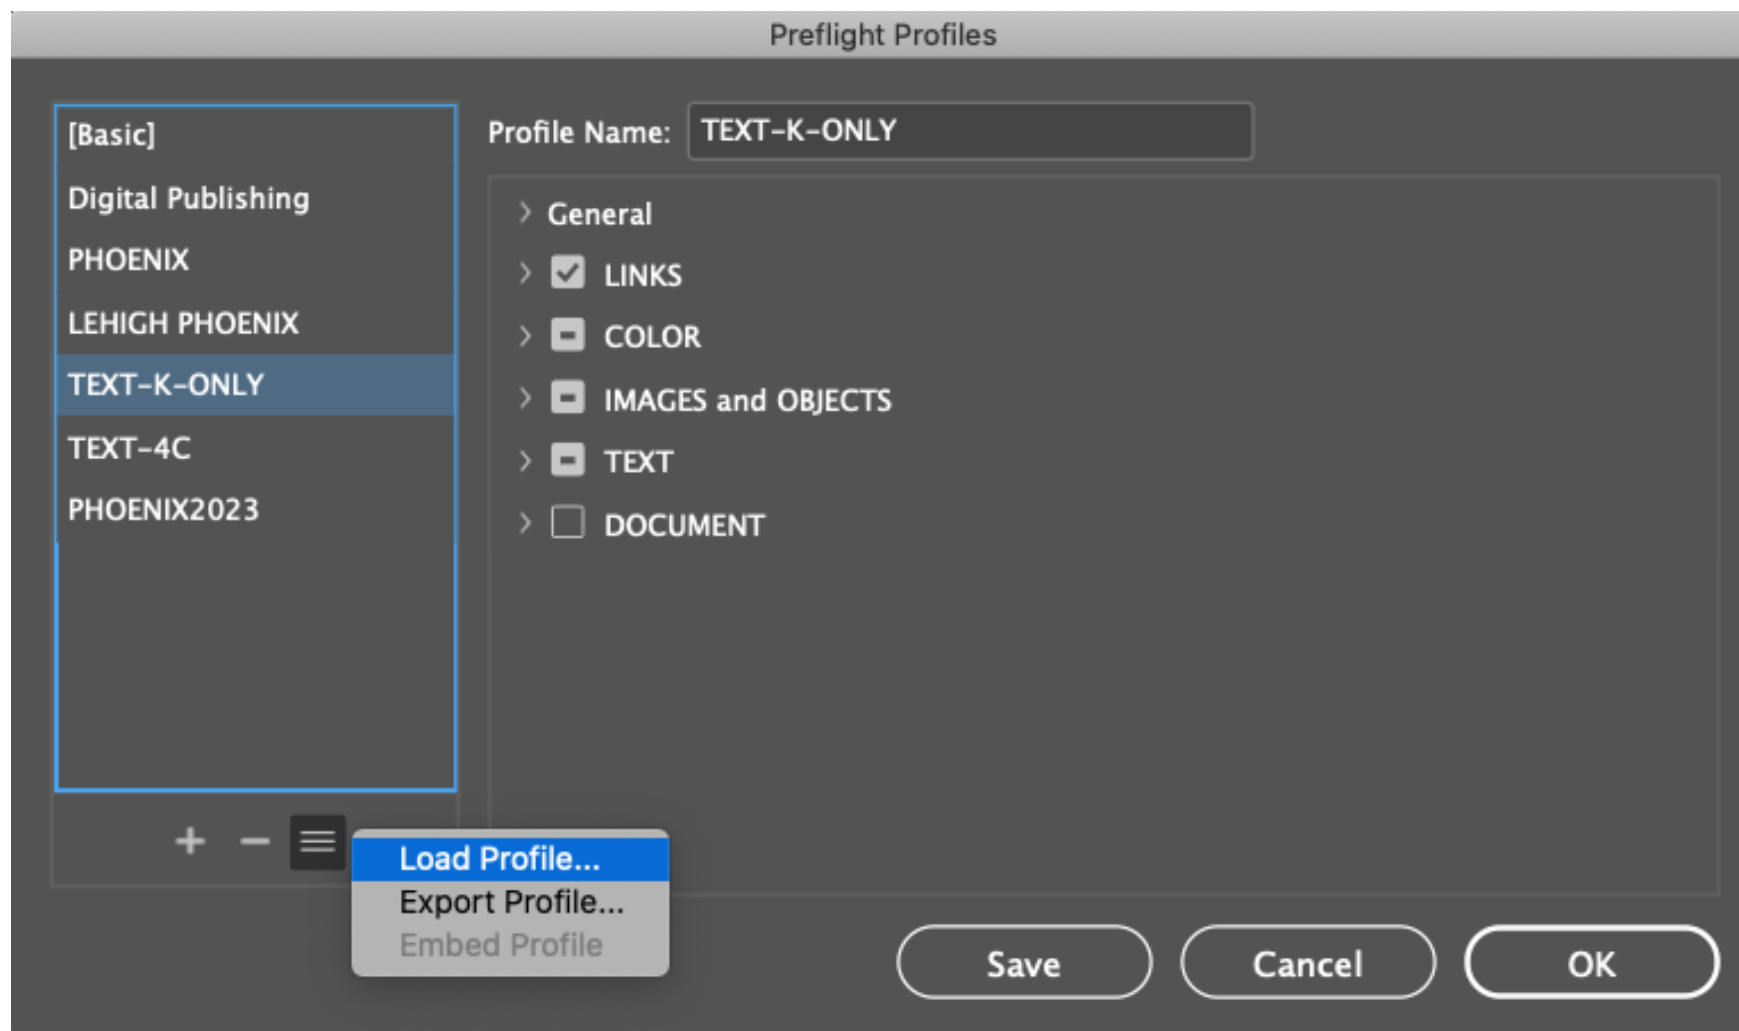 Preflight Profiles
[Basic]
Digital Publishing
PHOENIX
LEHIGH PHOENIX
TEXT-K-ONLY
TEXT-4C
PHOENIX2023
Profile Name: TEXT-K-ONLY
General
LINKS
COLOR
IMAGES and OBJECTS
TEXT
DOCUMENT
Load Profile...
Export Profile...
Embed Profile
Save
Cancel
OK